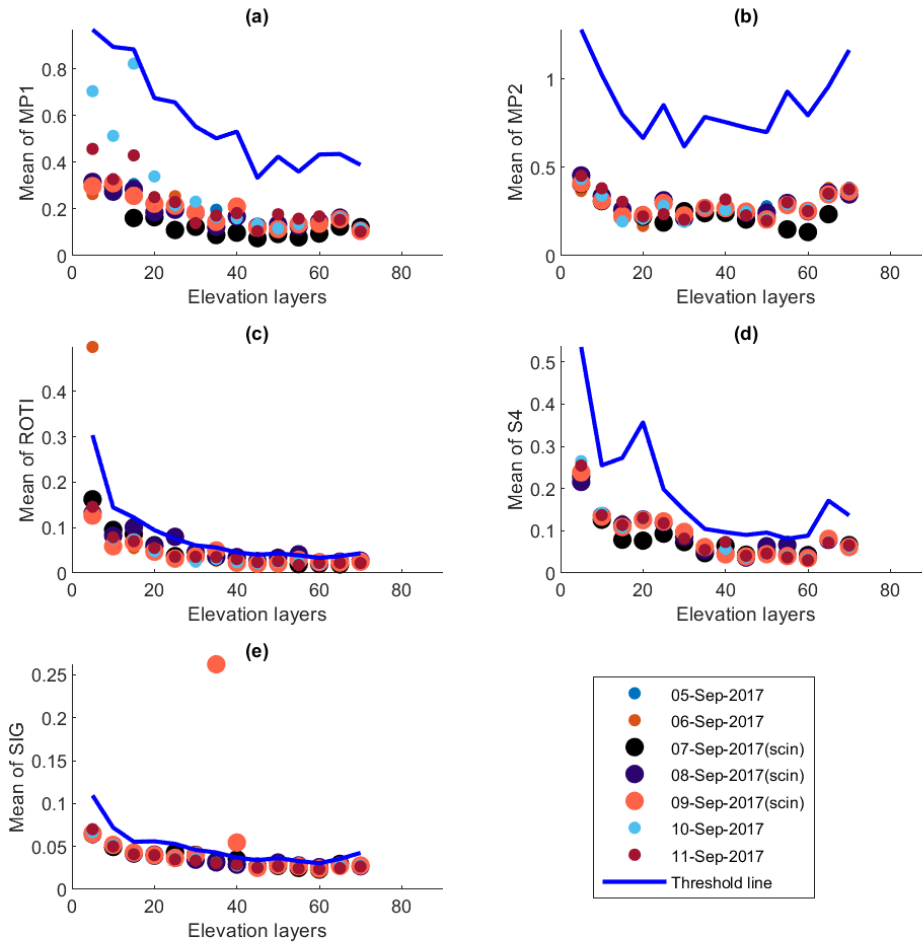 (a)
Mean of MP1
0.8
0.6
0.4
0.2
0
0 20 40 60 80
Elevation layers
(b)
Mean of MP2
1
0.5
0
0 20 40 60 80
Elevation layers
(c)
Mean of ROTI
0.4
0.3
0.2
0.1
0
0 20 40 60 80
Elevation layers
(d)
Mean of S4
0.5
0.4
0.3
0.2
0.1
0
0 20 40 60 80
Elevation layers
(e)
Mean of SIG
0.25
0.2
0.15
0.1
0.05
0
0 20 40 60 80
Elevation layers
05-Sep-2017
06-Sep-2017
07-Sep-2017(scin)
08-Sep-2017(scin)
09-Sep-2017(scin)
10-Sep-2017
11-Sep-2017
Threshold line